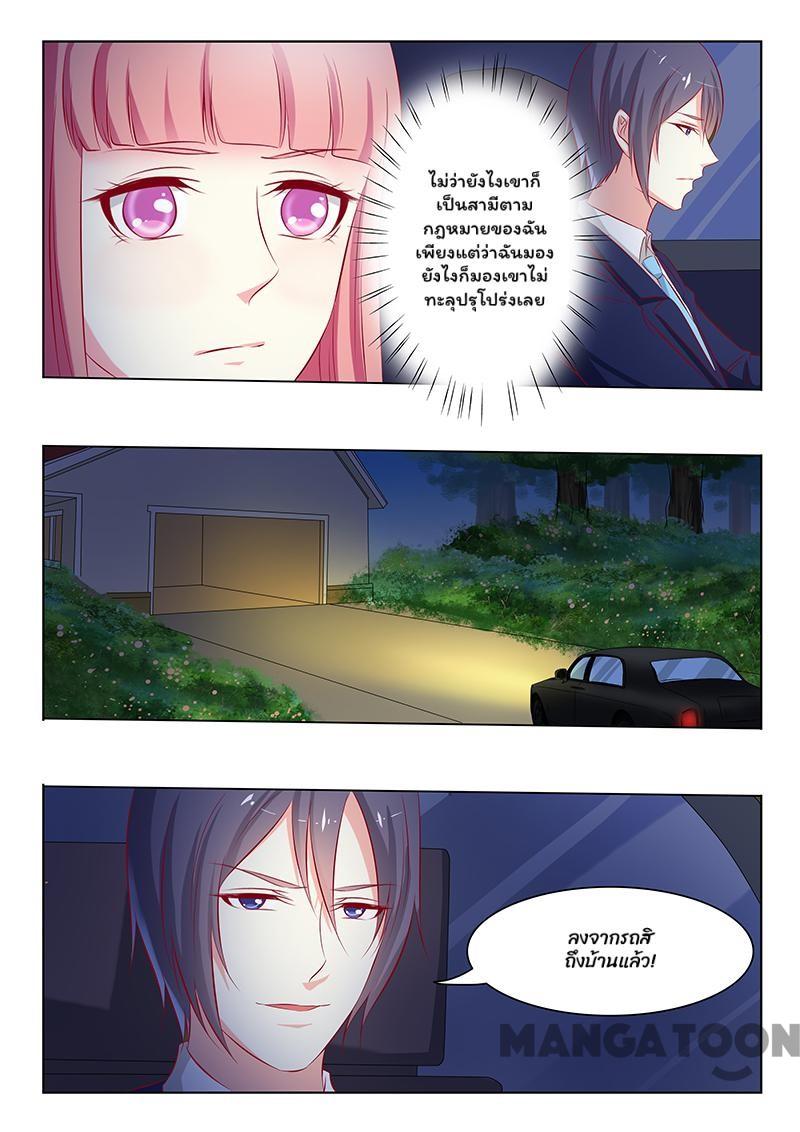 ไม่ว่ายังไงเขาก็
เป็นสามีตาม
กฎหมายของฉัน
เพียงแต่ว่าฉันมอง
ยังไงก็มองเขาไม่
ทะลุปรุโปร่งเลย
MANGATOON
ลงจากรถสิ
ถึงบ้านแล้ว!
MANGATOON